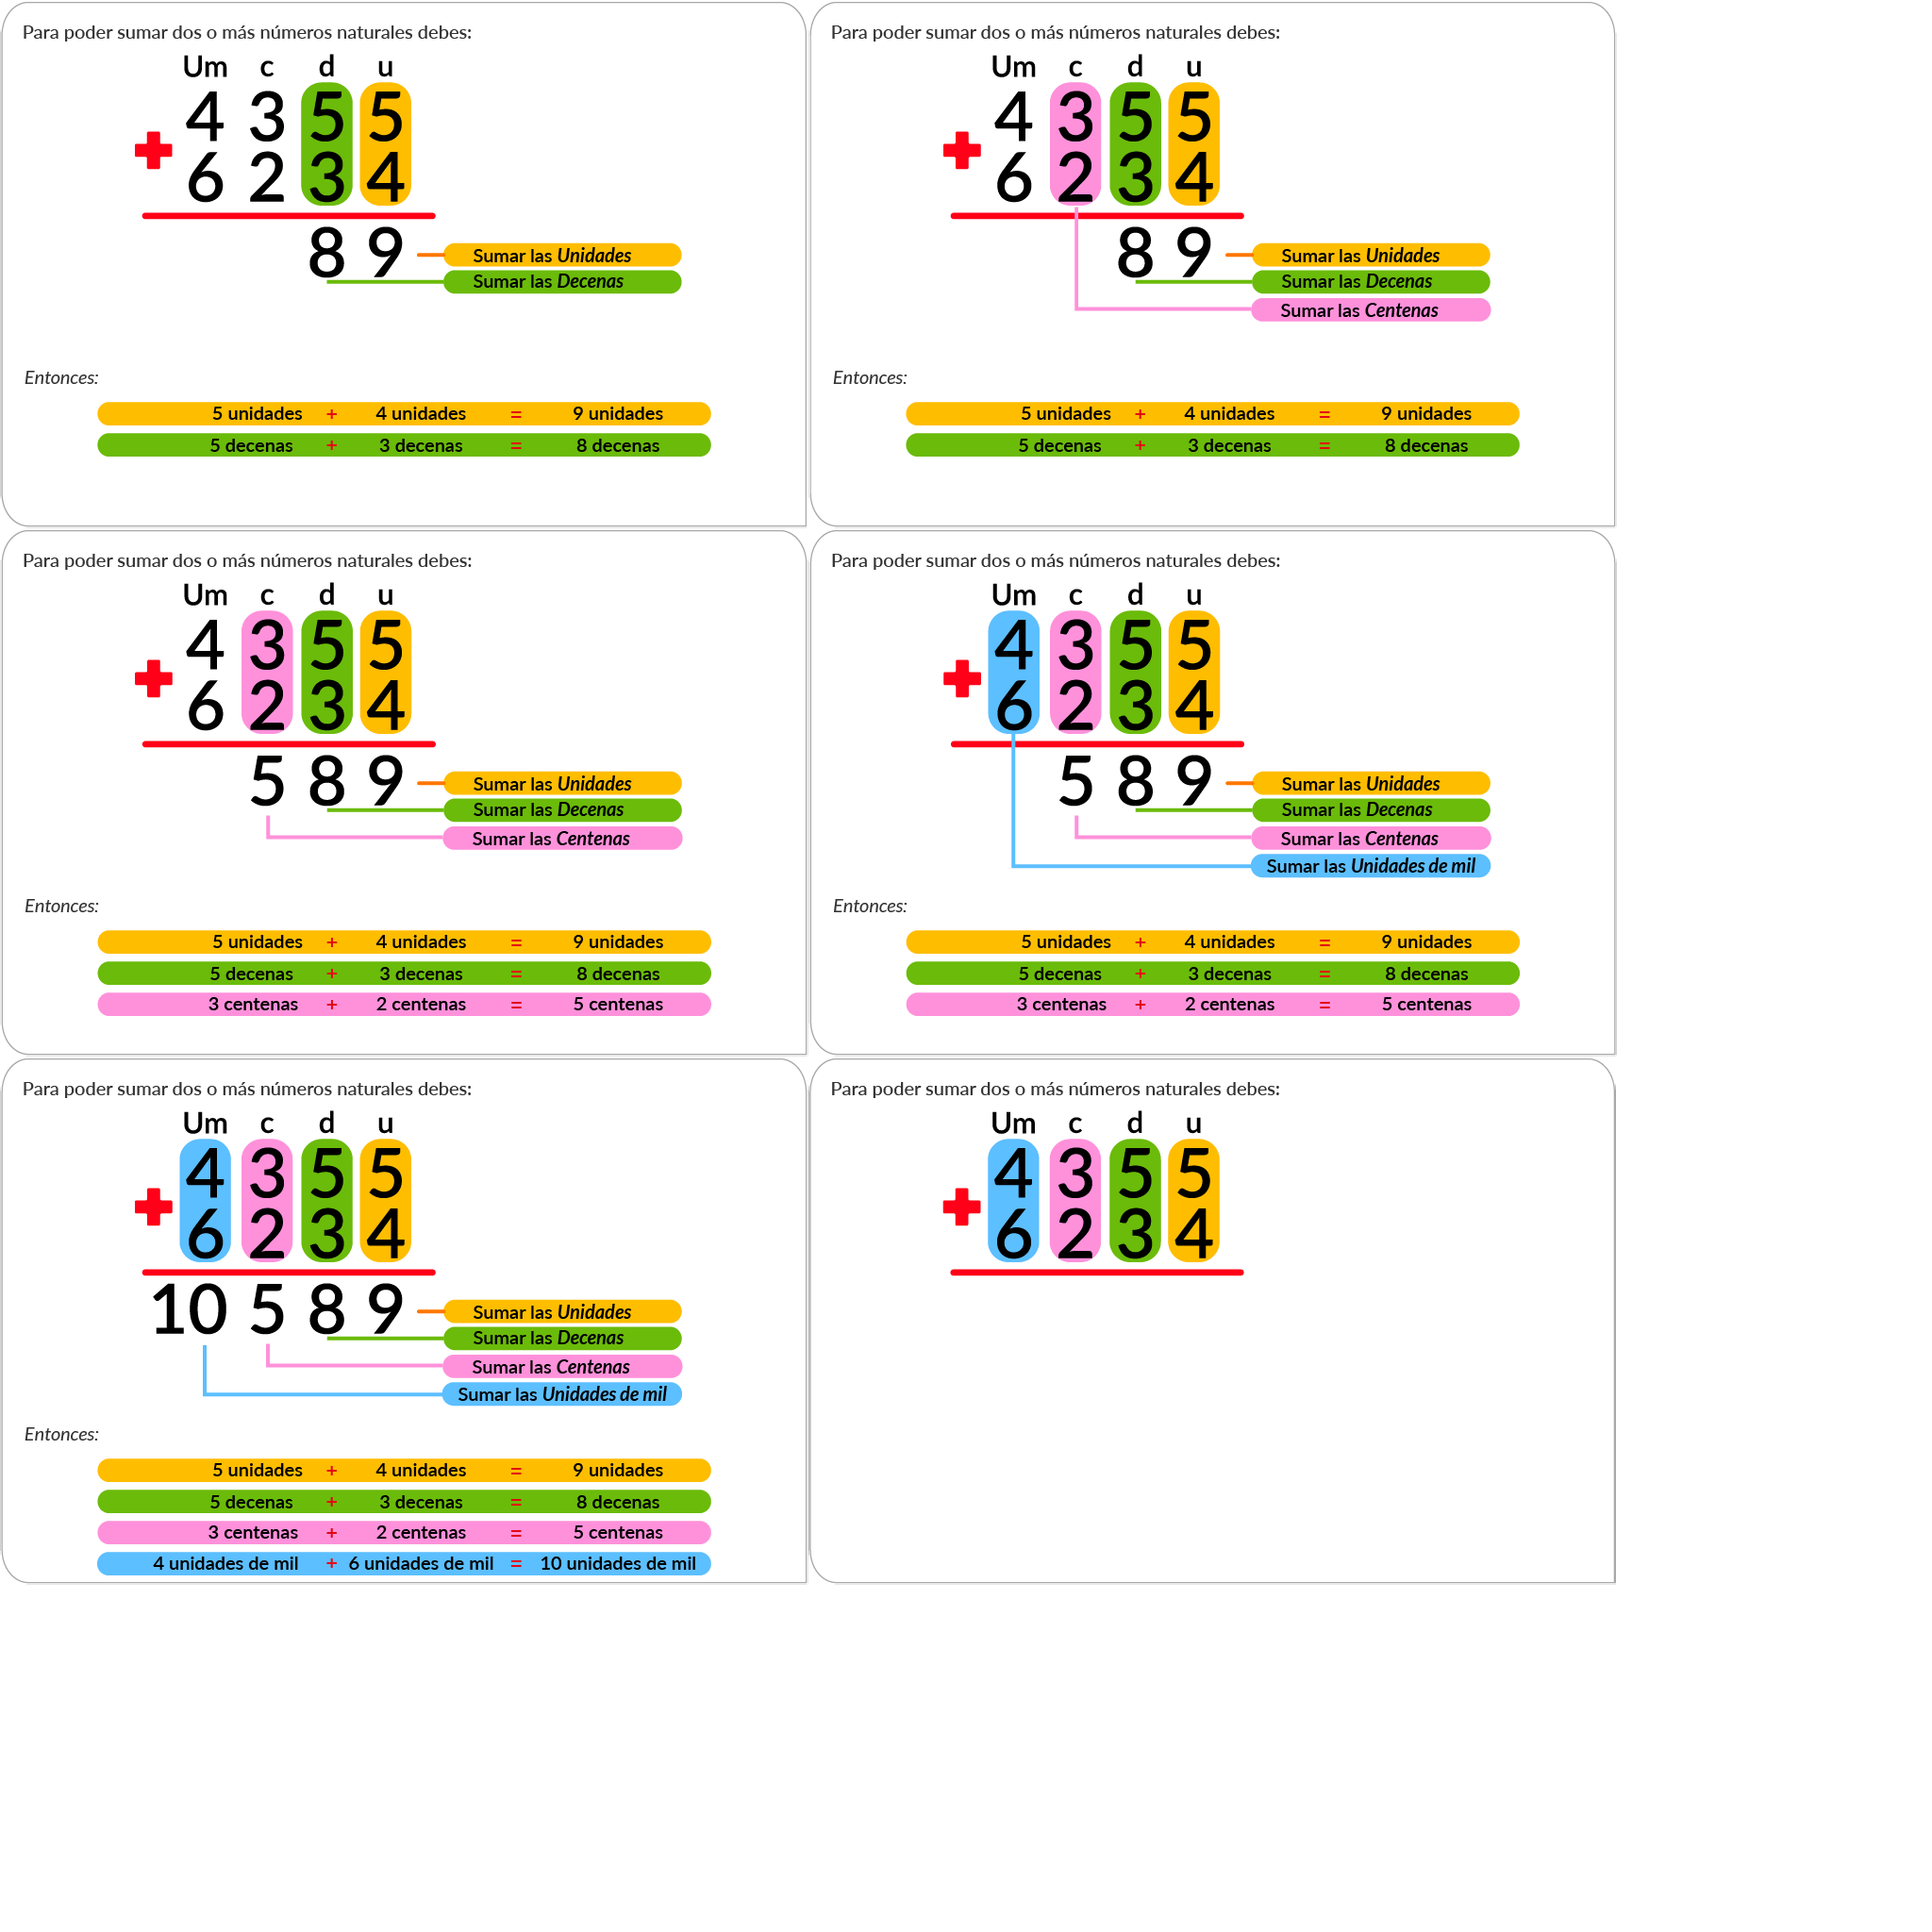 Para poder sumar dos o más números naturales debes:
Um c d u
4 3 5 5
+
6 2 3 4
8 9
Sumar las Unidades
Sumar las Decenas
Entonces:
5 unidades + 4 unidades = 9 unidades
5 decenas + 3 decenas = 8 decenas
Para poder sumar dos o más números naturales debes:
Um c d u
4 3 5 5
+
6 2 3 4
8 9
Sumar las Unidades
Sumar las Decenas
Sumar las Centenas
Entonces:
5 unidades + 4 unidades = 9 unidades
5 decenas + 3 decenas = 8 decenas
Para poder sumar dos o más números naturales debes:
Um c d u
4 3 5 5
+
6 2 3 4
5 8 9
Sumar las Unidades
Sumar las Decenas
Sumar las Centenas
Entonces:
5 unidades + 4 unidades = 9 unidades
5 decenas + 3 decenas = 8 decenas
3 centenas + 2 centenas = 5 centenas
Para poder sumar dos o más números naturales debes:
Um c d u
4 3 5 5
+
6 2 3 4
5 8 9
Sumar las Unidades
Sumar las Decenas
Sumar las Centenas
Sumar las Unidades de mil
Entonces:
5 unidades + 4 unidades = 9 unidades
5 decenas + 3 decenas = 8 decenas
3 centenas + 2 centenas = 5 centenas
Para poder sumar dos o más números naturales debes:
Um c d u
4 3 5 5
+
6 2 3 4
10 5 8 9
Sumar las Unidades
Sumar las Decenas
Sumar las Centenas
Sumar las Unidades de mil
Entonces:
5 unidades + 4 unidades = 9 unidades
5 decenas + 3 decenas = 8 decenas
3 centenas + 2 centenas = 5 centenas
4 unidades de mil + 6 unidades de mil = 10 unidades de mil
Para poder sumar dos o más números naturales debes:
Um c d u
4 3 5 5
+
6 2 3 4